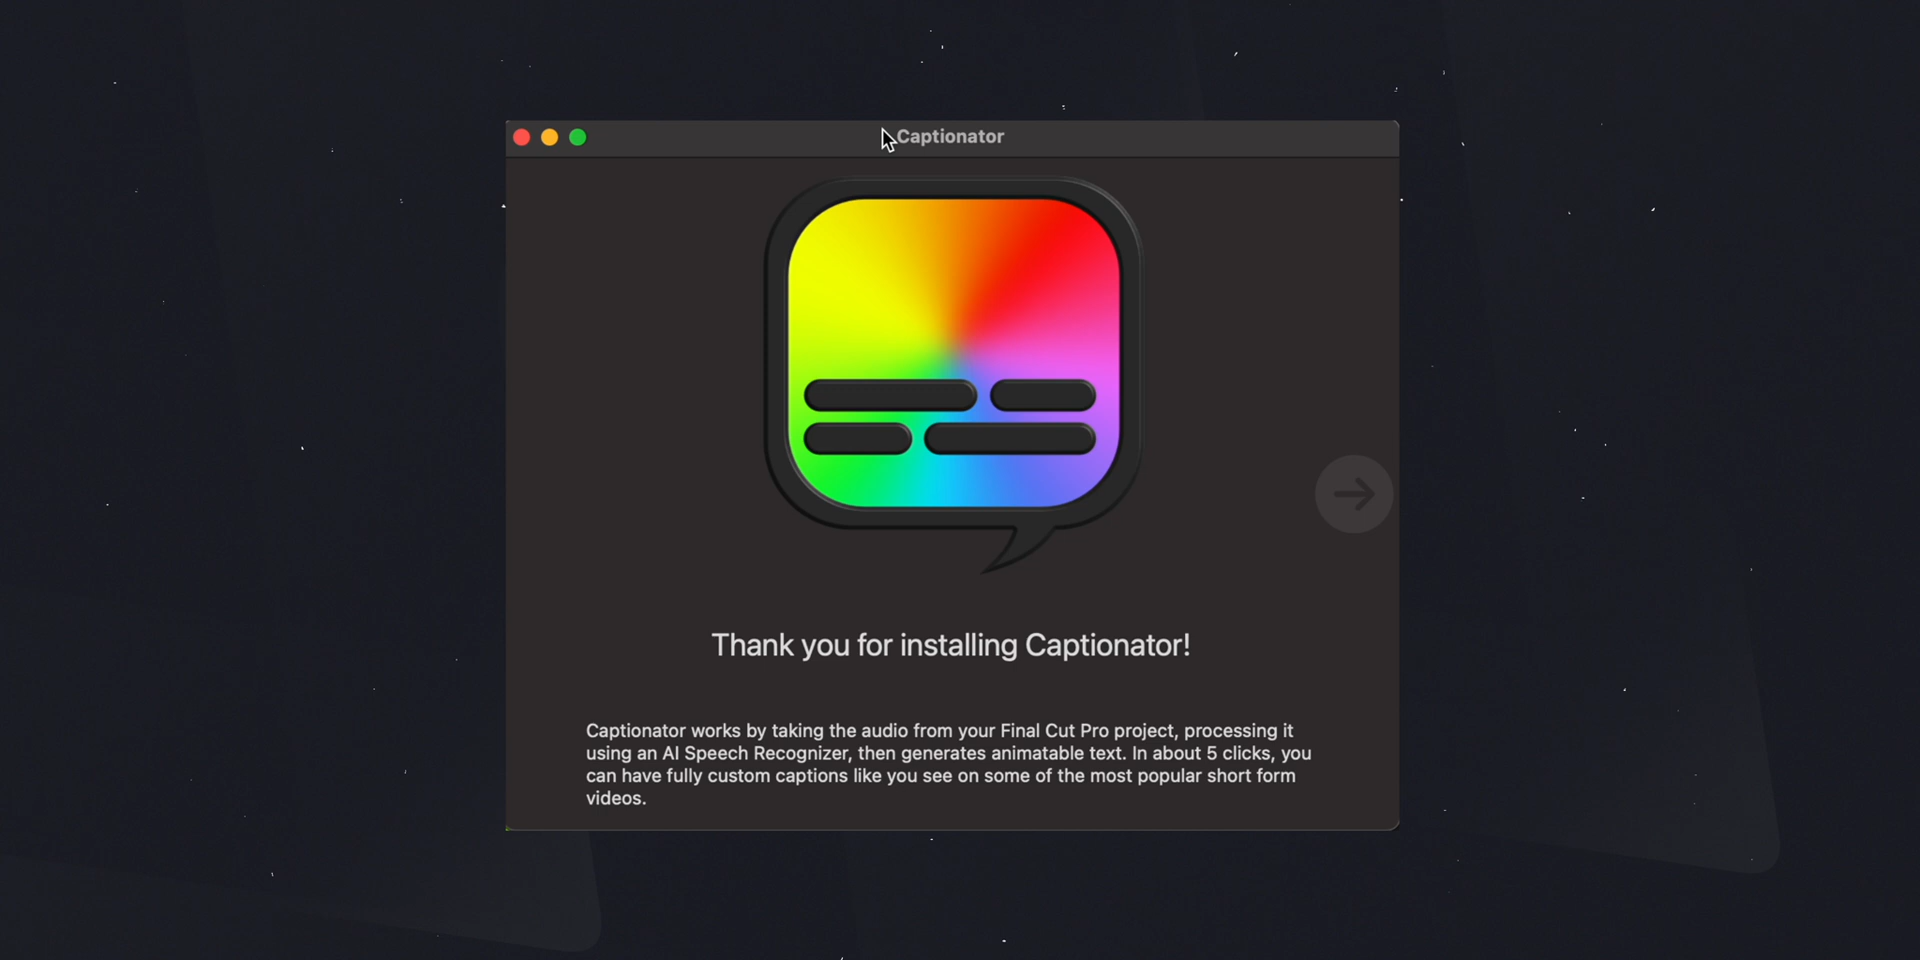 Captionator
Thank you for installing Captionator!
Captionator works by taking the audio from your Final Cut Pro project, processing it
using an AI Speech Recognizer, then generates animatable text. In about 5 clicks, you
can have fully custom captions like you see on some of the most popular short form
videos.